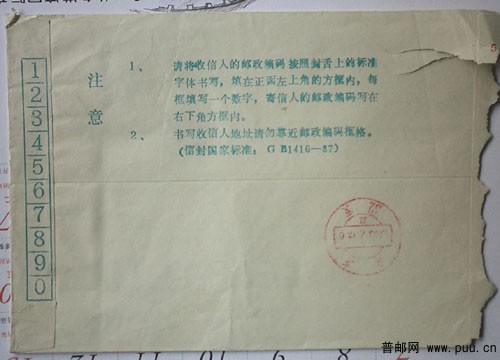 1
2
3
4
5
6
7
8
9
0
注
意
1、 请将收信人的邮政编码按照封舌上的标准
字体书写，填在正面左上角的方框内，每
框填写一个数字，寄信人的邮政编码写在
右下角方框内。
2、 书写收信人地址请勿靠近邮政编码框格。
(信封国家标准：GB1416—87)
5
普邮网 www.puu.cn